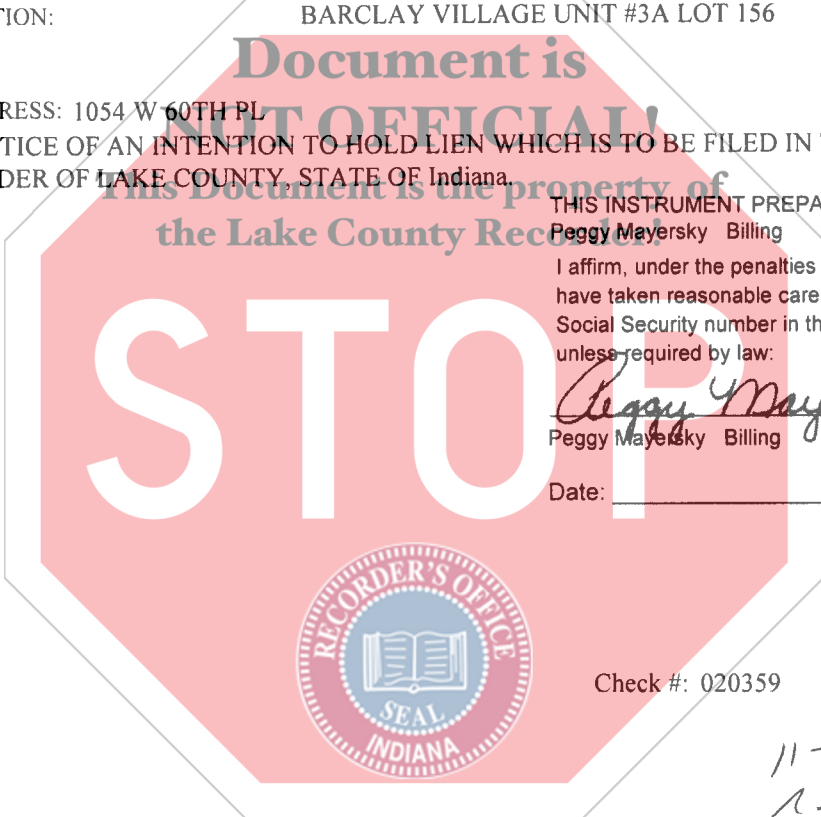 TION: BARCLAY VILLAGE UNIT #3A LOT 156
Document is
NOT OFFICIAL!
RESS: 1054 W 60TH PL
TICE OF AN INTENTION TO HOLD LIEN WHICH IS TO BE FILED IN
DER OF LAKE COUNTY, STATE OF Indiana.
This Document is the property of
the Lake County Recorder!
THIS INSTRUMENT PREPA
Peggy Mayersky Billing
I affirm, under the penalties
have taken reasonable care
Social Security number in th
unless required by law:
Peggy May
Peggy Mayersky Billing
Date:
STOP
RECORDER'S OFFICE
SEAL
INDIANA
Check #: 020359
11-